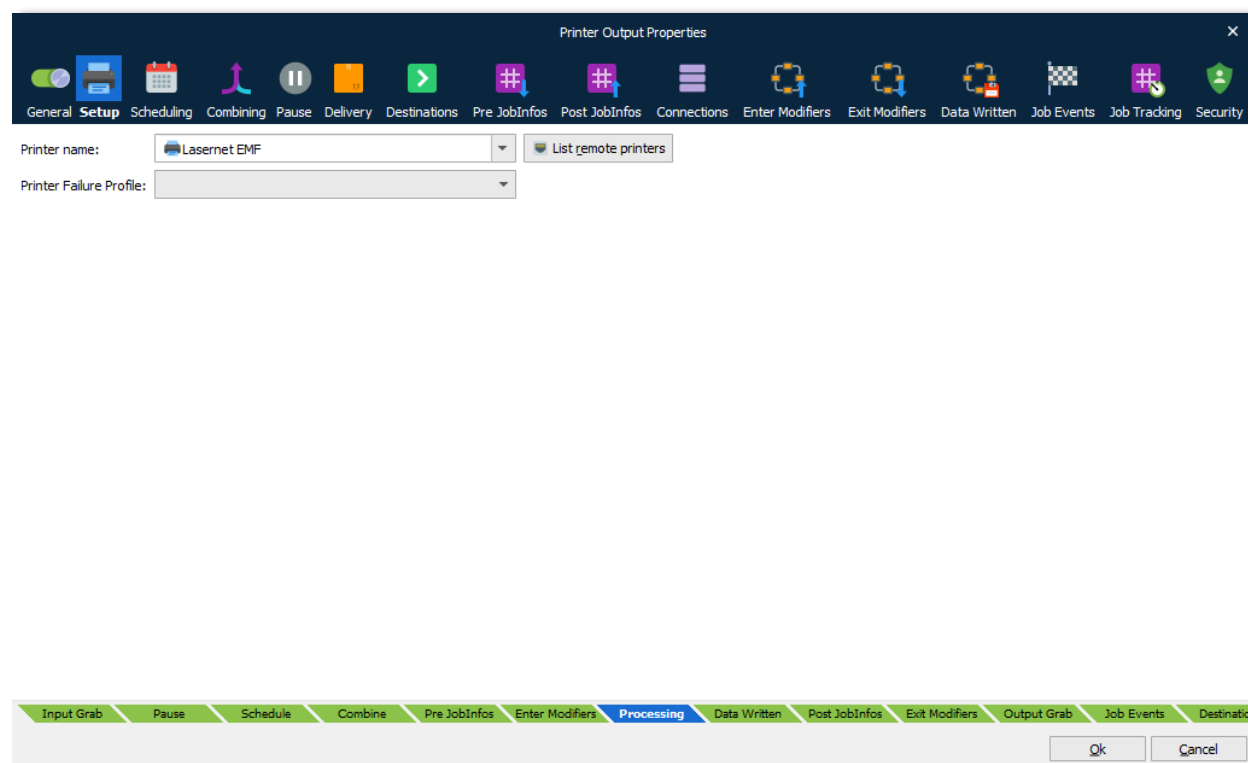 Printer Output Properties
General Setup Scheduling Combining Pause Delivery Destinations Pre JobInfos Post JobInfos Connections Enter Modifiers Exit Modifiers Data Written Job Events Job Tracking Security
Printer name: Lasernet EMF List remote printers
Printer Failure Profile:
Input Grab Pause Schedule Combine Pre JobInfos Enter Modifiers Processing Data Written Post JobInfos Exit Modifiers Output Grab Job Events Destinatio
Ok Cancel